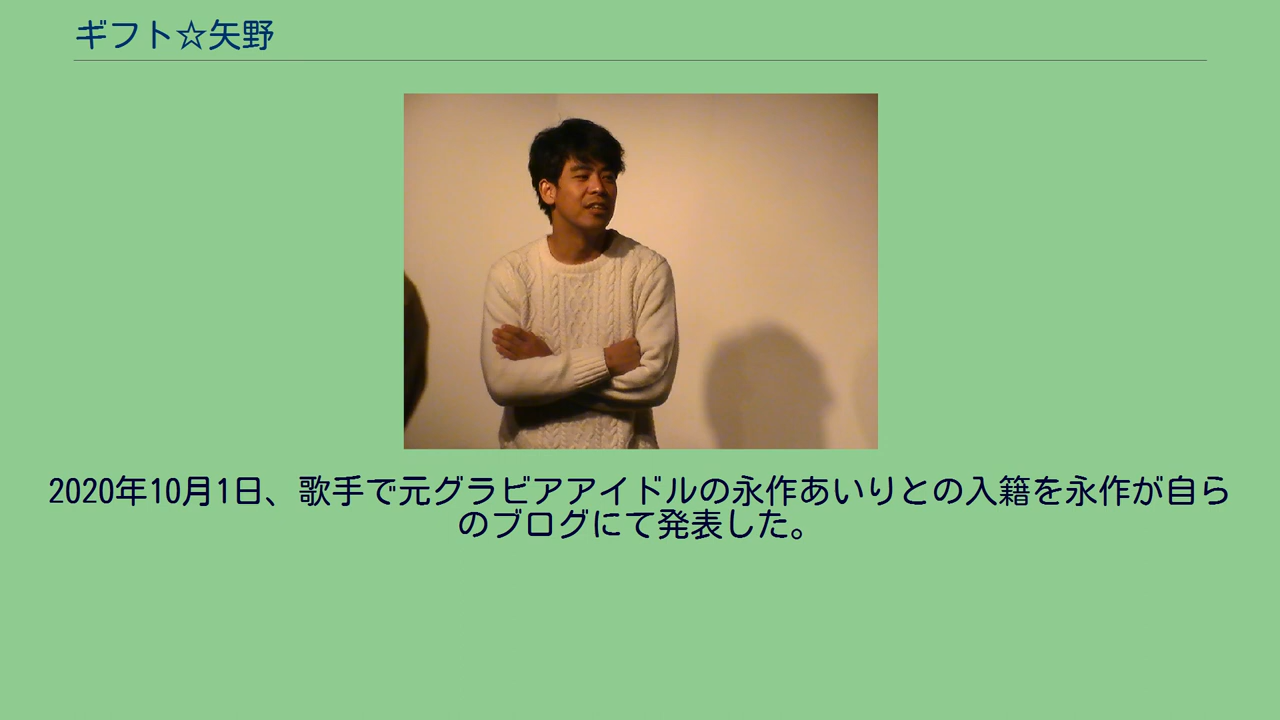 ギフト☆矢野
2020年10月1日、歌手で元グラビアアイドルの永作あいりとの入籍を永作が自ら
のブログにて発表した。